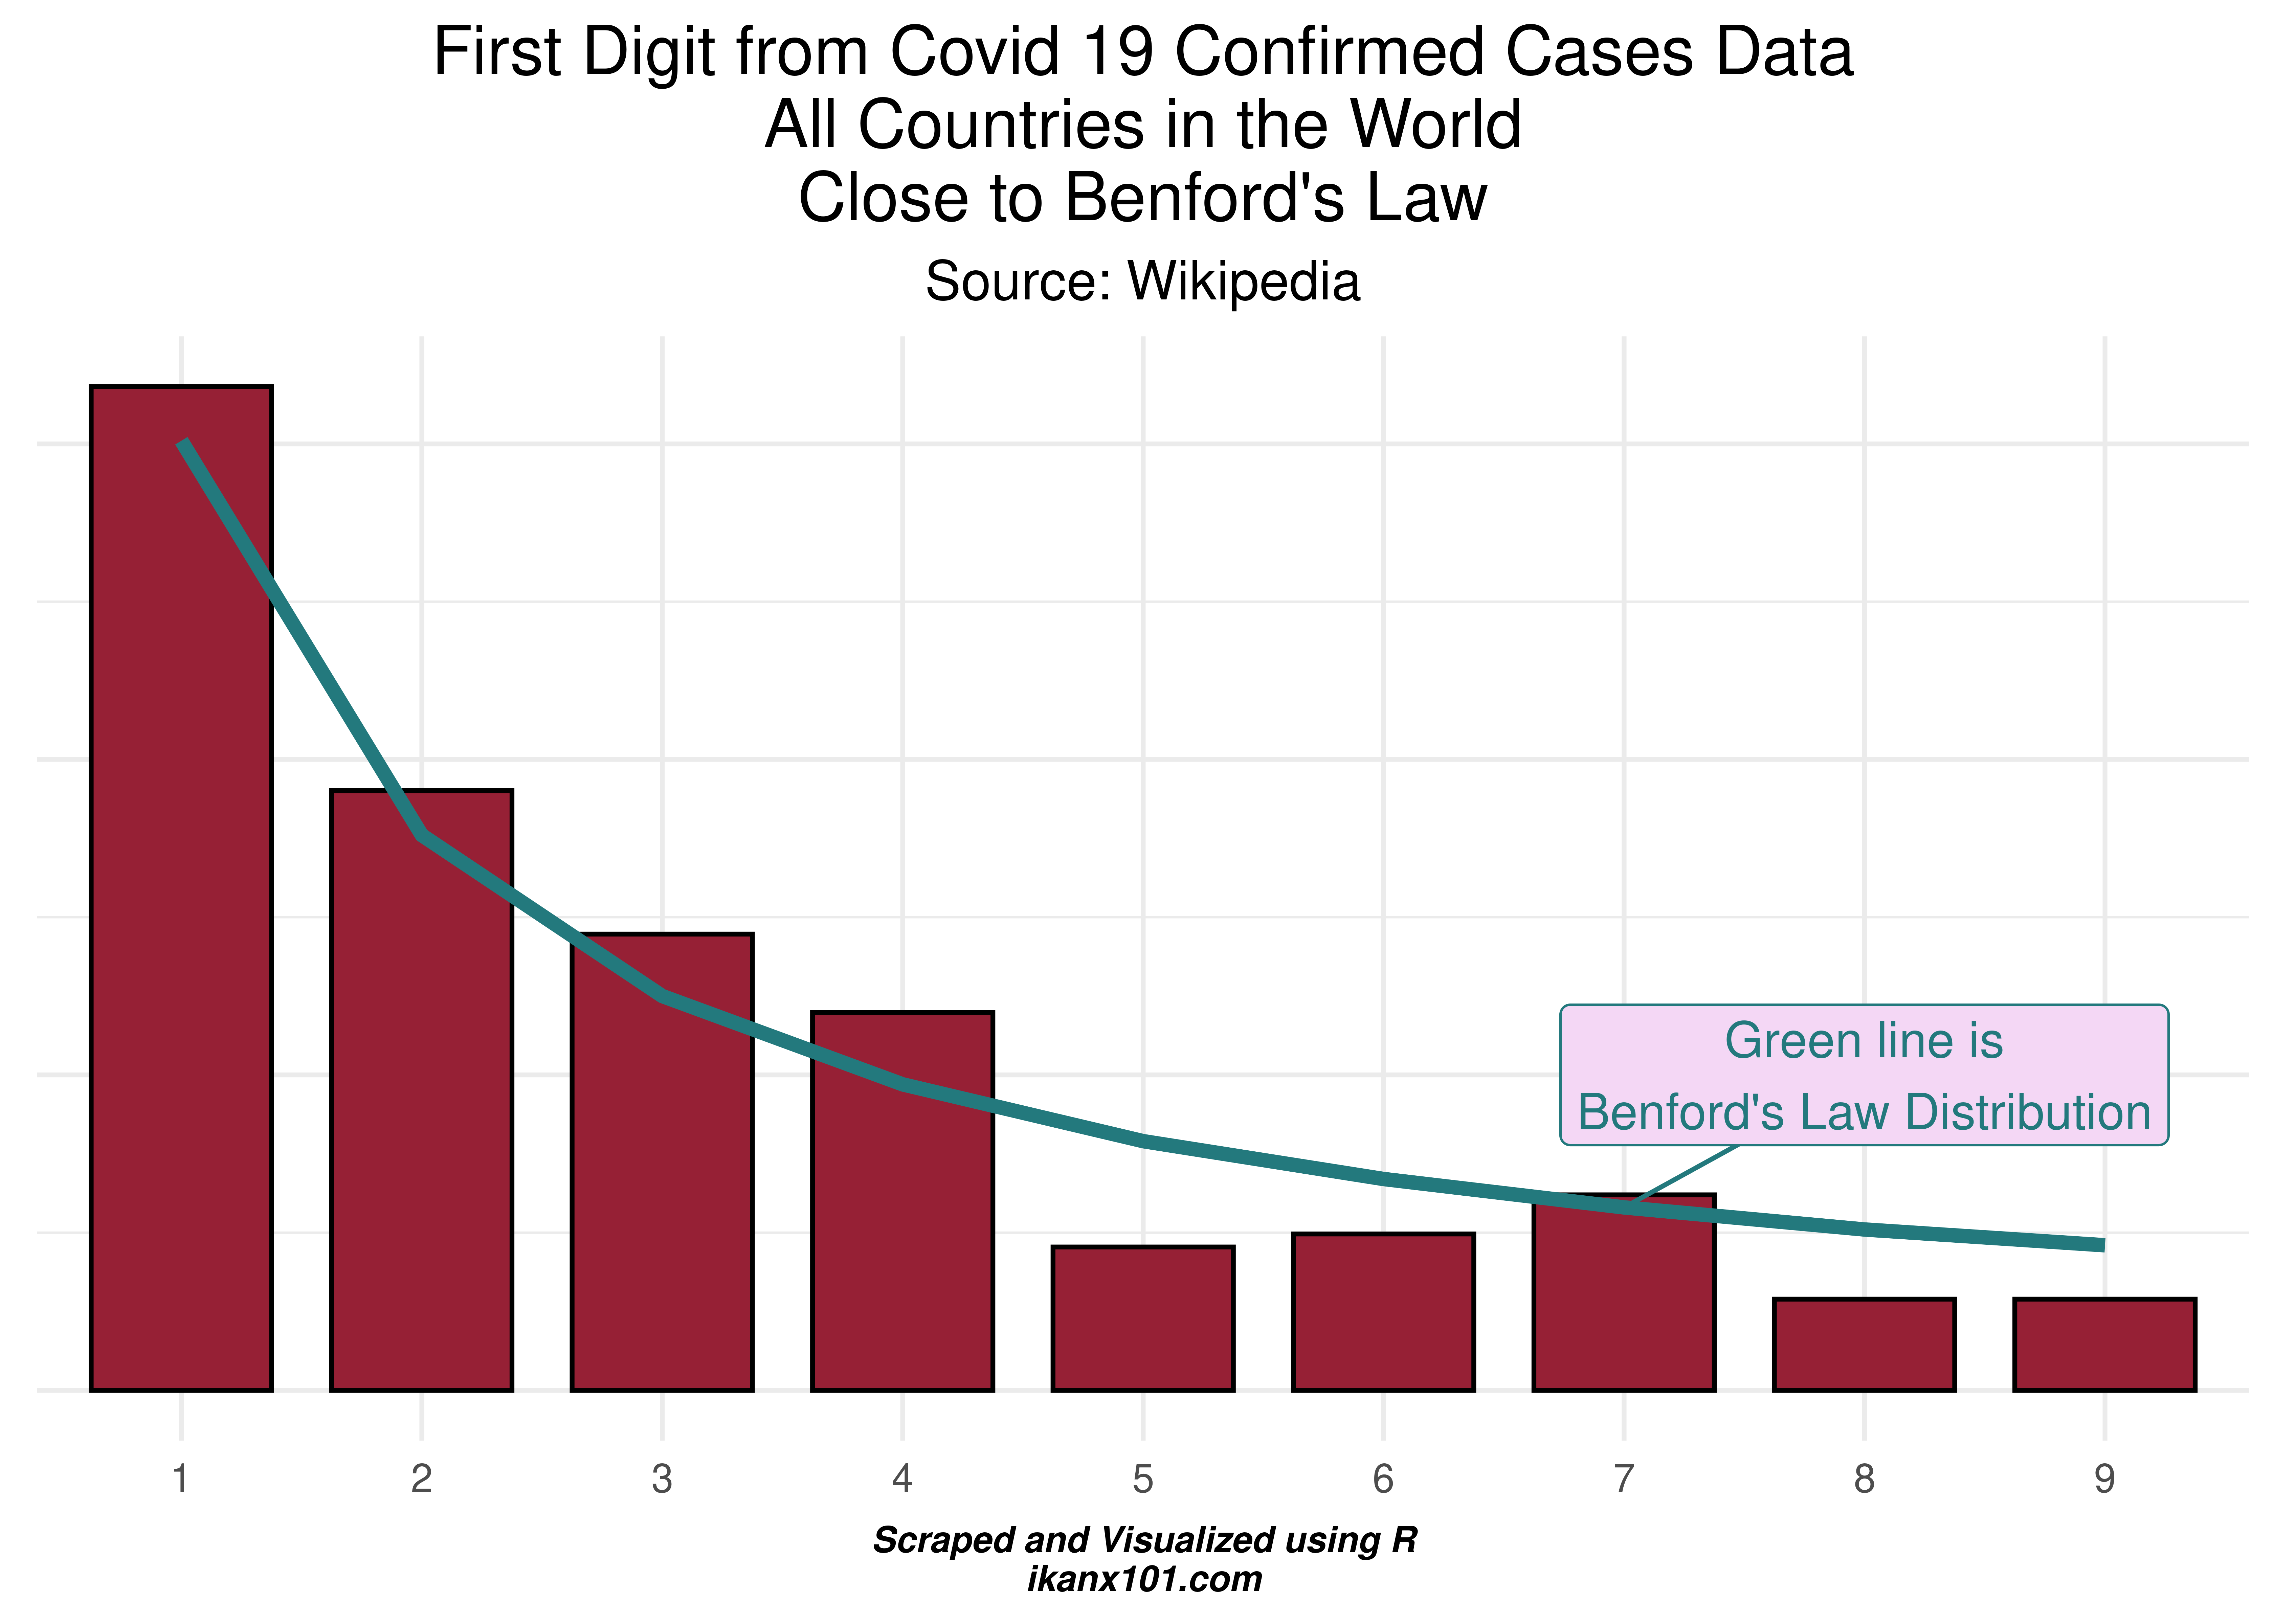 First Digit from Covid 19 Confirmed Cases Data
All Countries in the World
Close to Benford's Law
Source: Wikipedia
Green line is
Benford's Law Distribution
1 2 3 4 5 6 7 8 9
Scraped and Visualized using R
ikanx101.com